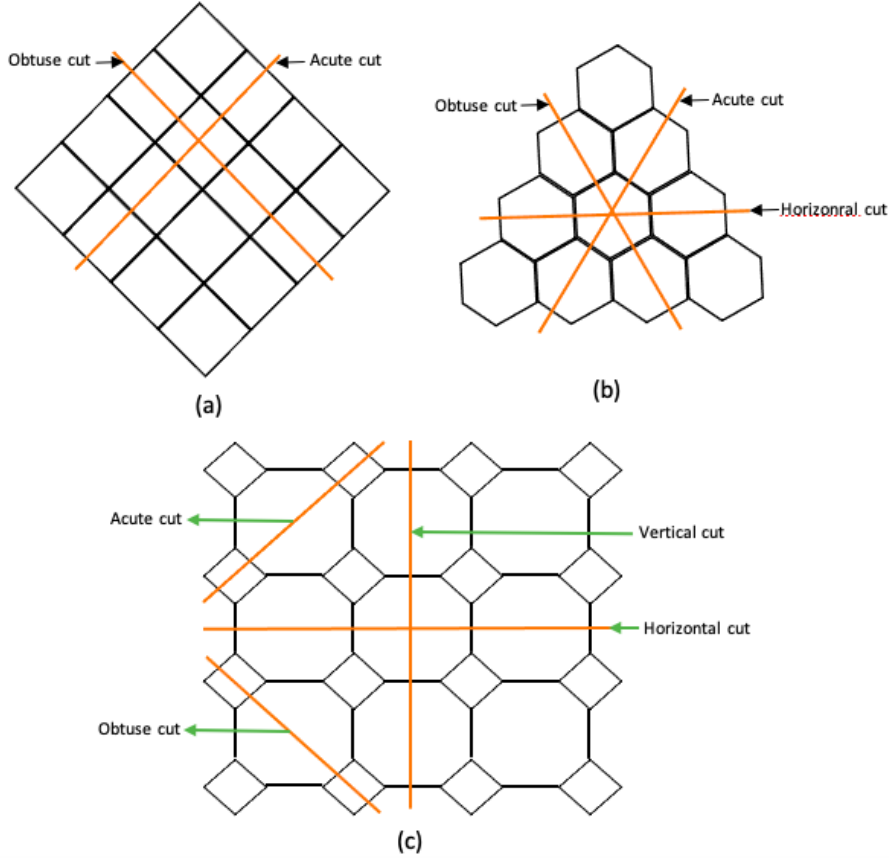 Obtuse cut
Acute cut
(a)
Obtuse cut
Acute cut
Horizonral cut
(b)
Acute cut
Vertical cut
Horizontal cut
Obtuse cut
(c)